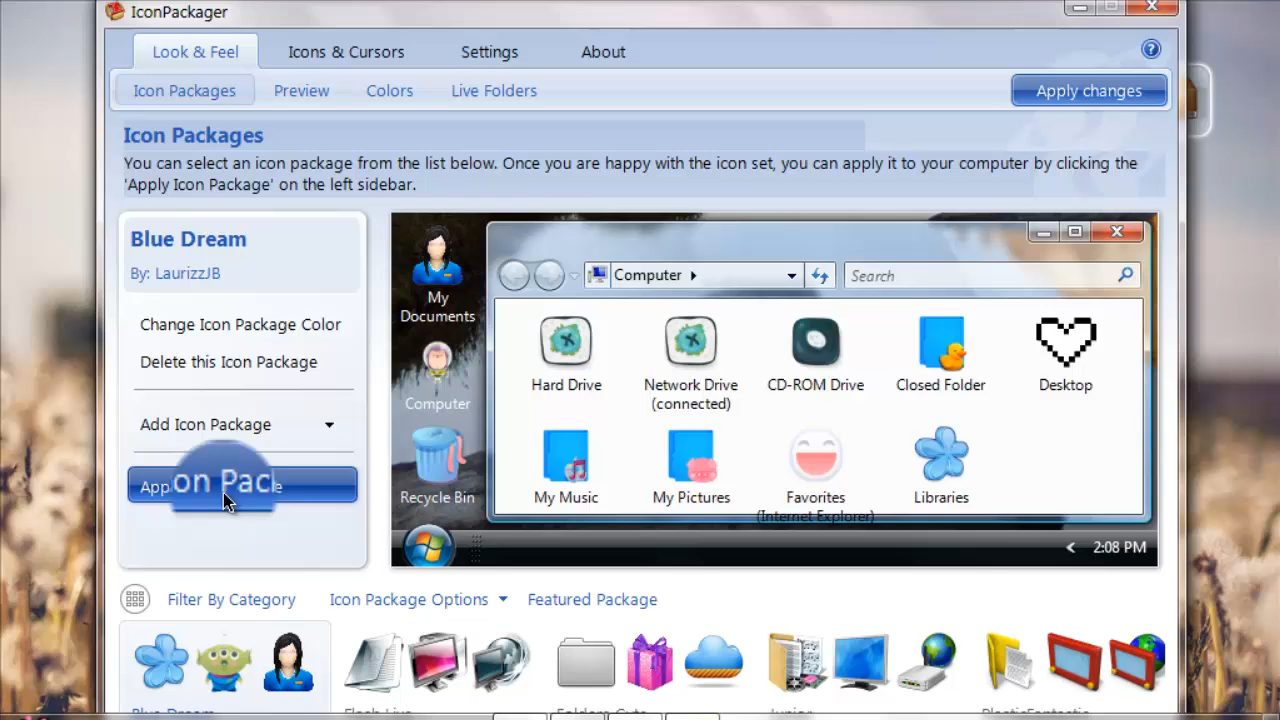 IconPackager
Look & Feel
Icons & Cursors
Settings
About
Icon Packages
Preview
Colors
Live Folders
Apply changes
Icon Packages
You can select an icon package from the list below. Once you are happy with the icon set, you can apply it to your computer by clicking the
'Apply Icon Package' on the left sidebar.
Blue Dream
By: LaurizzJB
Change Icon Package Color
Delete this Icon Package
Add Icon Package
App on Pac e
My
Documents
Computer
Recycle Bin
Computer
Search
Hard Drive
Network Drive
(connected)
CD-ROM Drive
Closed Folder
Desktop
My Music
My Pictures
Favorites
(Internet Explorer)
Libraries
2:08 PM
Filter By Category
Icon Package Options
Featured Package
Blue Dream